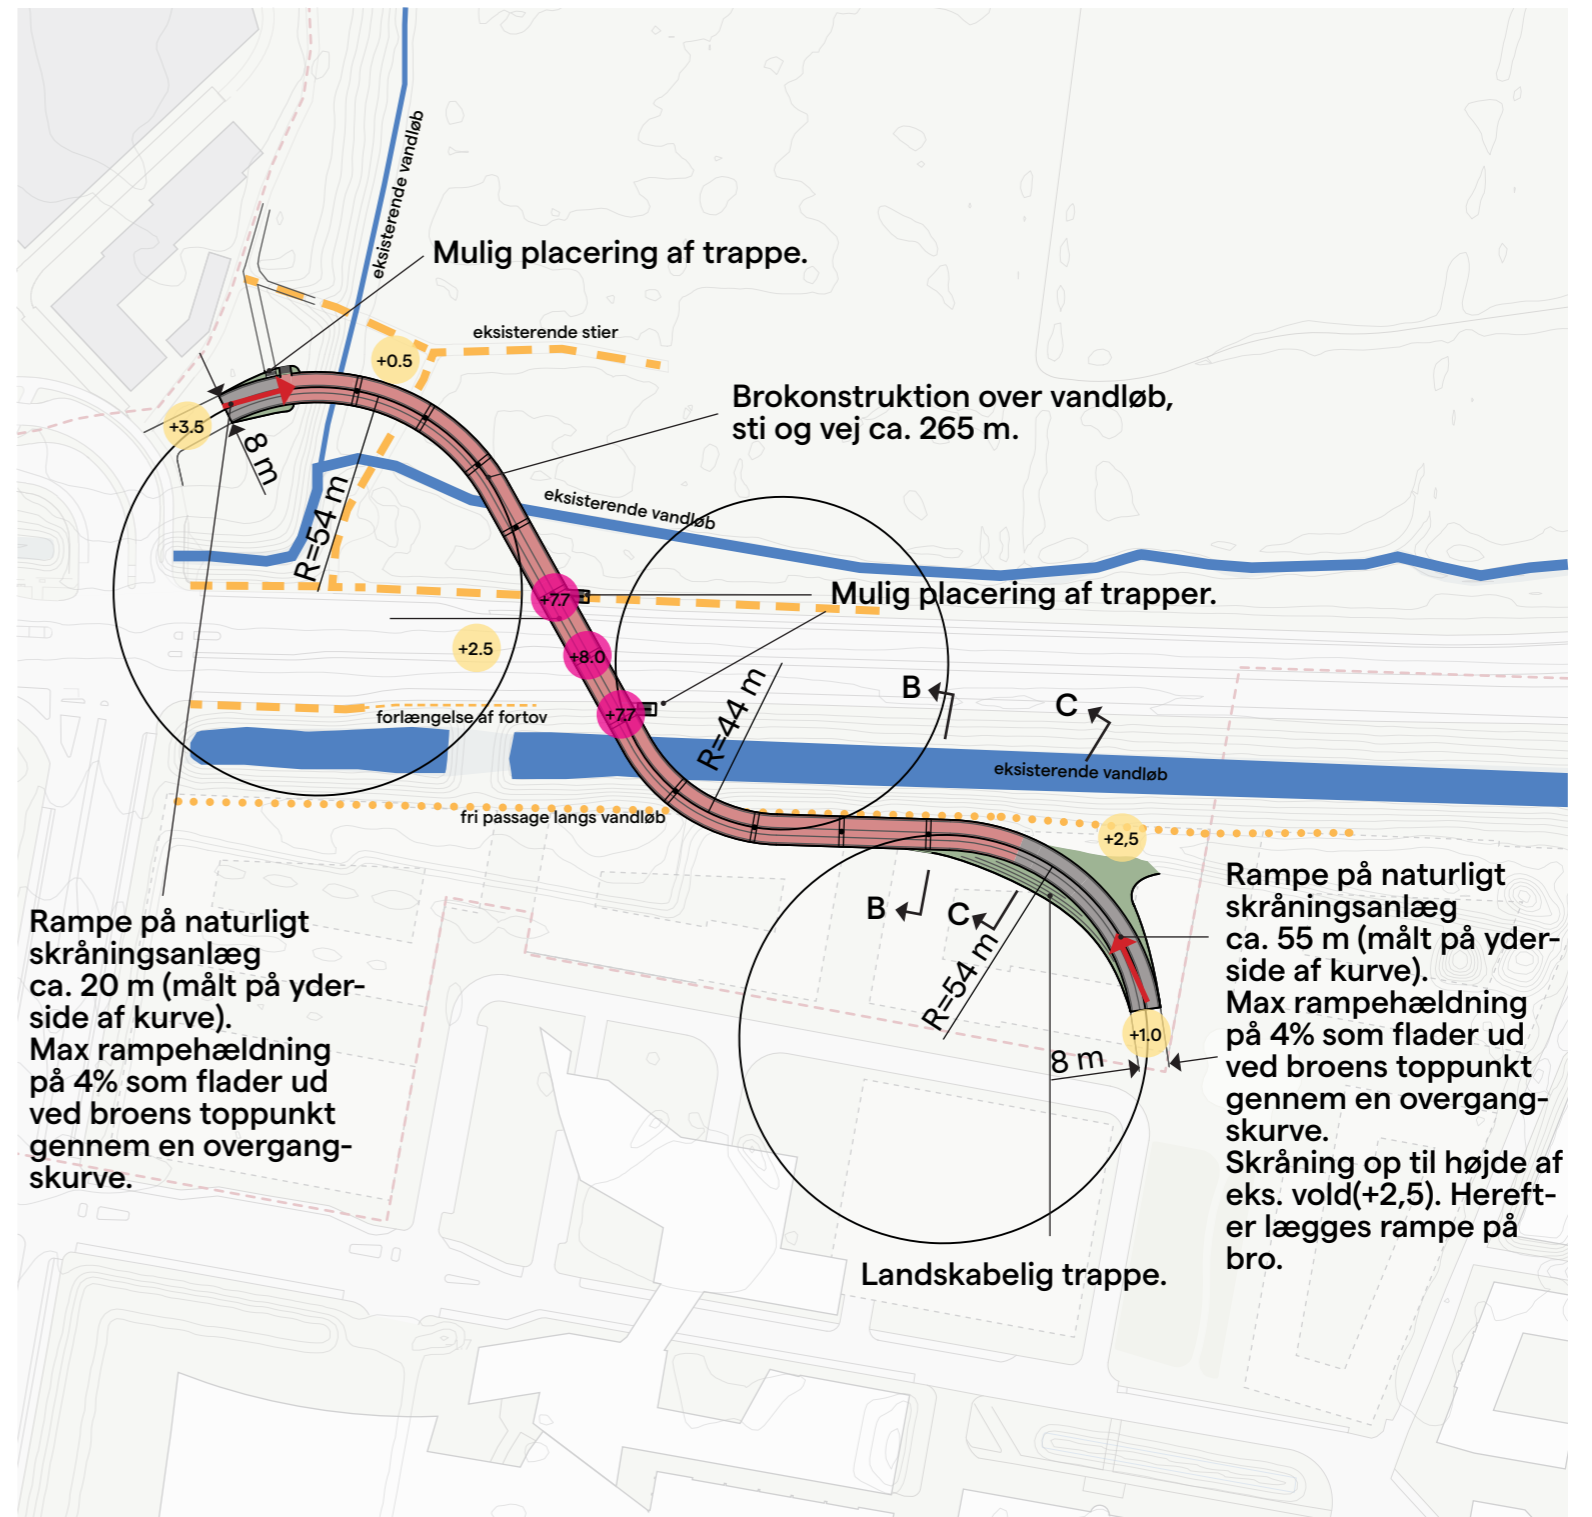 eksisterende vandløb
Mulig placering af trappe.
eksisterende stier
+0.5
Brokonstruktion over vandløb,
sti og vej ca. 265 m.
+3.5
8 m
eksisterende vandløb
R=54 m
+7.7
Mulig placering af trapper.
+2.5
+8.0
B
C
R=44 m
+7.7
forlængelse af fortov
eksisterende vandløb
fri passage langs vandløb
+2,5
B
C
R=54 m
+1.0
8 m
Rampe på naturligt
skråningsanlæg
ca. 20 m (målt på yder-
side af kurve).
Max rampehældning
på 4% som flader ud
ved broens toppunkt
gennem en overgang-
skurve.
Rampe på naturligt
skråningsanlæg
ca. 55 m (målt på yder-
side af kurve).
Max rampehældning
på 4% som flader ud
ved broens toppunkt
gennem en overgang-
skurve.
Skråning op til højde af
eks. vold(+2,5). Hereft-
er lægges rampe på
bro.
Landskabelig trappe.